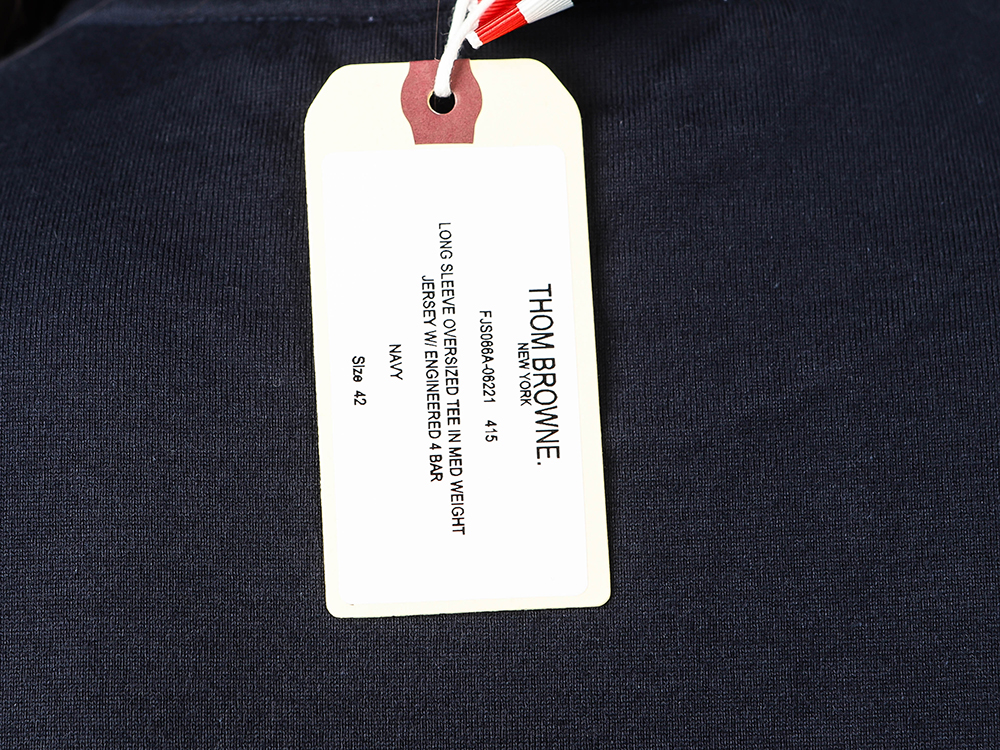 THOM BROWNE.
NEW YORK
FJS066A-06221 415
LONG SLEEVE OVERSIZED TEE IN MED WEIGHT
JERSEY W/ ENGINEERED 4 BAR
NAVY
Size 42